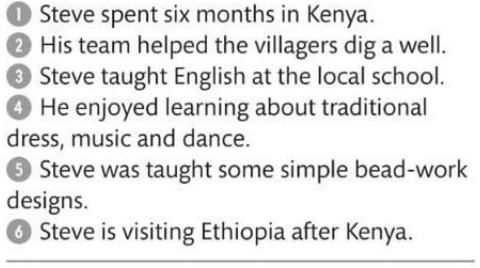 1 Steve spent six months in Kenya.
2 His team helped the villagers dig a well.
3 Steve taught English at the local school.
4 He enjoyed learning about traditional
dress, music and dance.
5 Steve was taught some simple bead-work
designs.
6 Steve is visiting Ethiopia after Kenya.